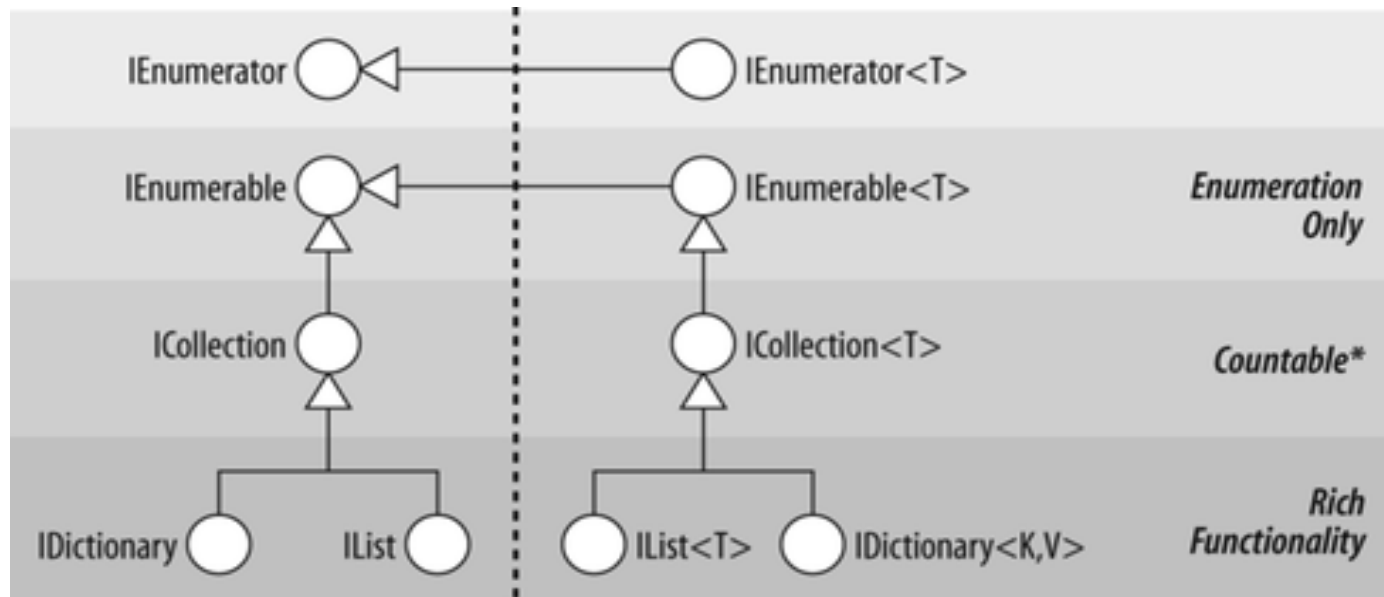 IEnumerator
IEnumerator<T>
IEnumerable
IEnumerable<T>
Enumeration
Only
ICollection
ICollection<T>
Countable*
IDictionary
IList
IList<T>
IDictionary<K,V>
Rich
Functionality